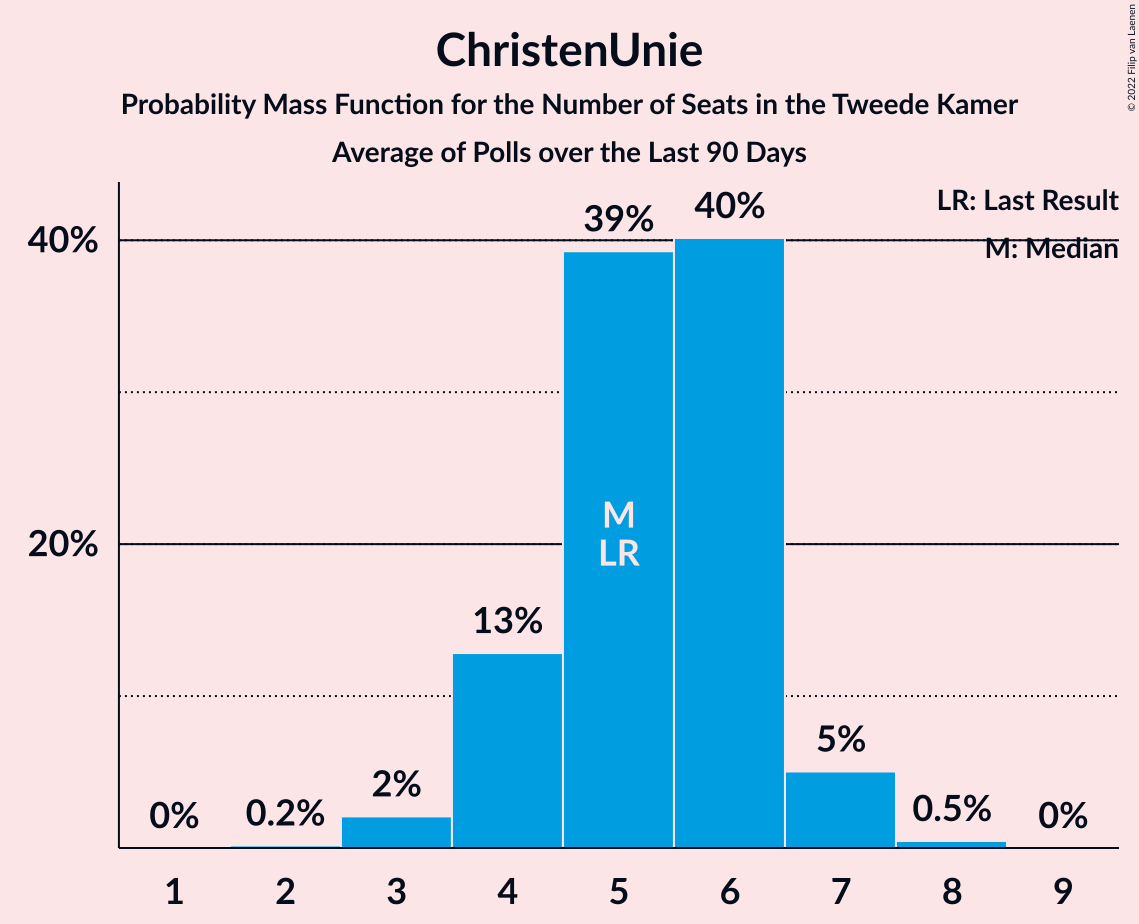 ChristenUnie
Probability Mass Function for the Number of Seats in the Tweede Kamer
Average of Polls over the Last 90 Days
© 2022 Filip van Laenen
LR: Last Result
M: Median
40%
20%
0%
0.2%
2%
13%
39%
40%
5%
0.5%
0%
M
LR
1 2 3 4 5 6 7 8 9